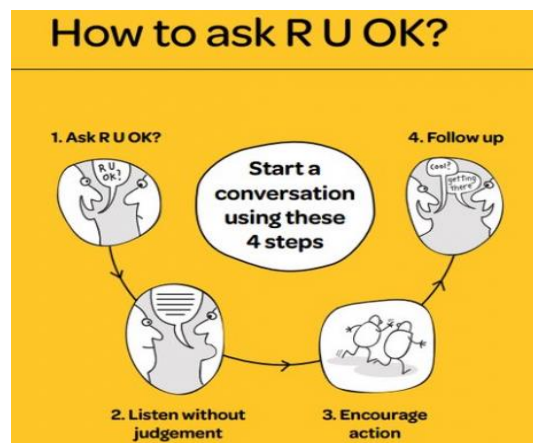 How to ask R U OK?
1. Ask R U OK?
R U
OK?
Start a
conversation
using these
4 steps
4. Follow up
Cool?
getting
there
2. Listen without
judgement
3. Encourage
action